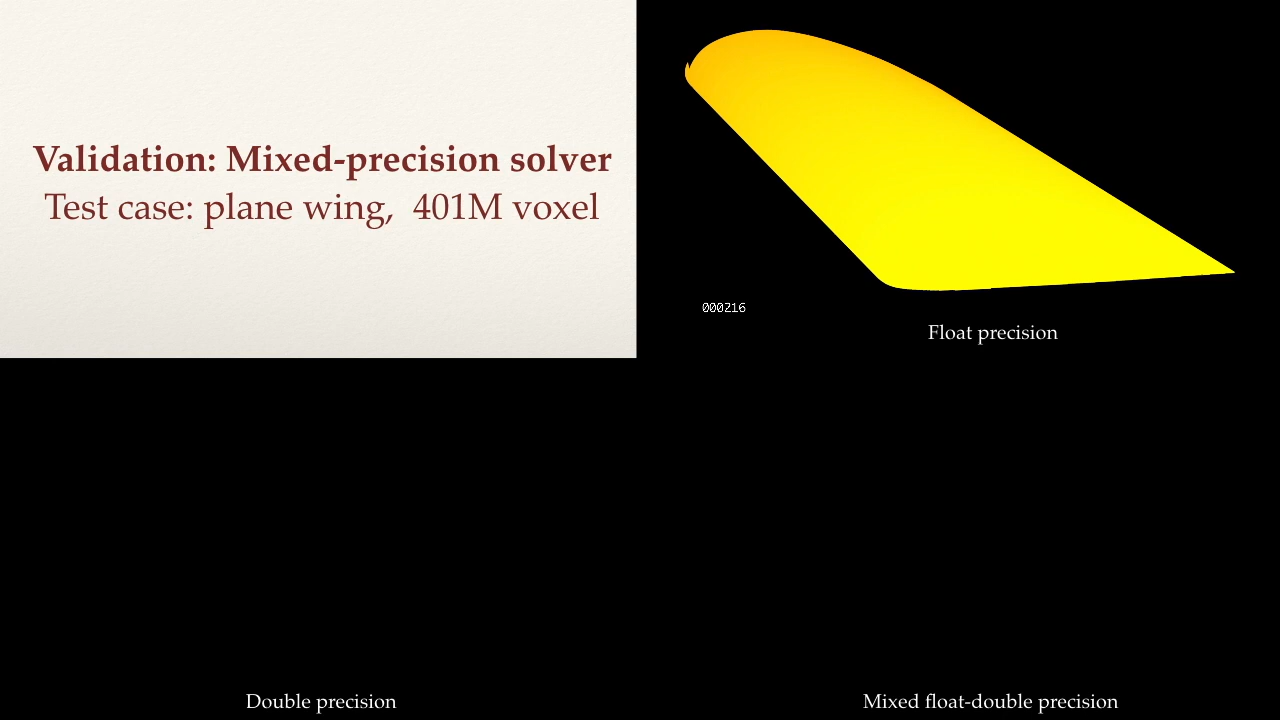 Validation: Mixed-precision solver
Test case: plane wing, 401M voxel
000216
Float precision
Double precision
Mixed float-double precision